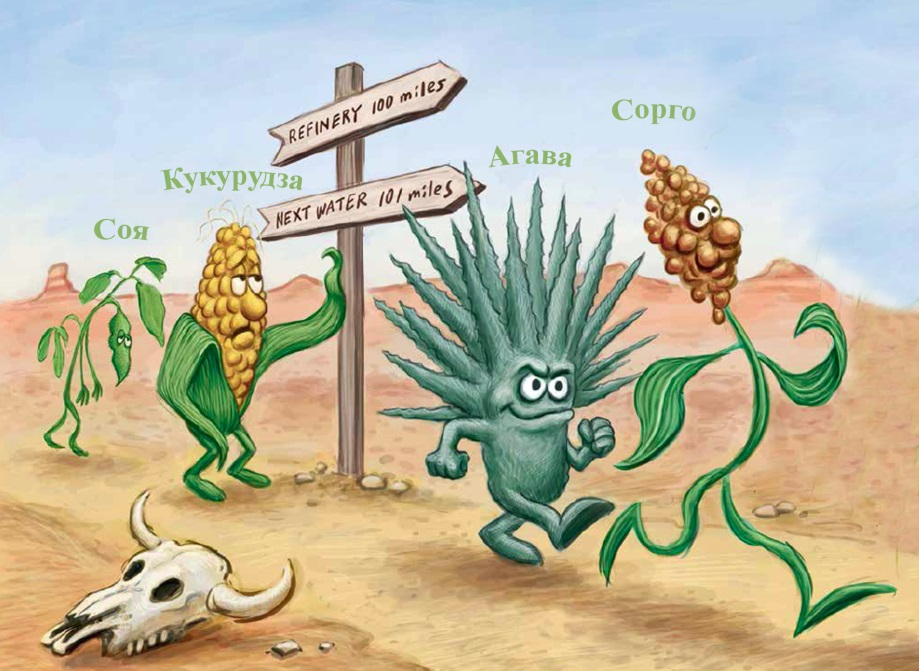 REFINERY 100 miles
NEXT WATER 101 miles
Соя
Кукурудза
Агава
Сорго